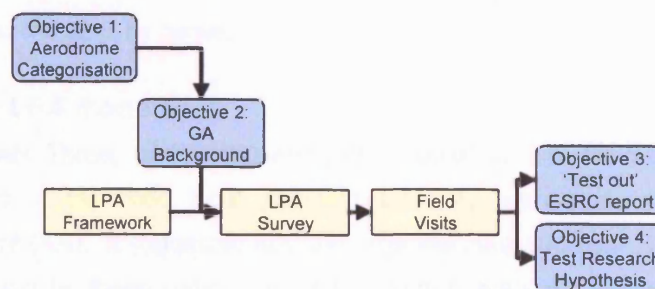 Objective 1:
Aerodrome
Categorisation
Objective 2:
GA
Background
LPA
Framework
LPA
Survey
Field
Visits
Objective 3:
'Test out'
ESRC report
Objective 4:
Test Research
Hypothesis